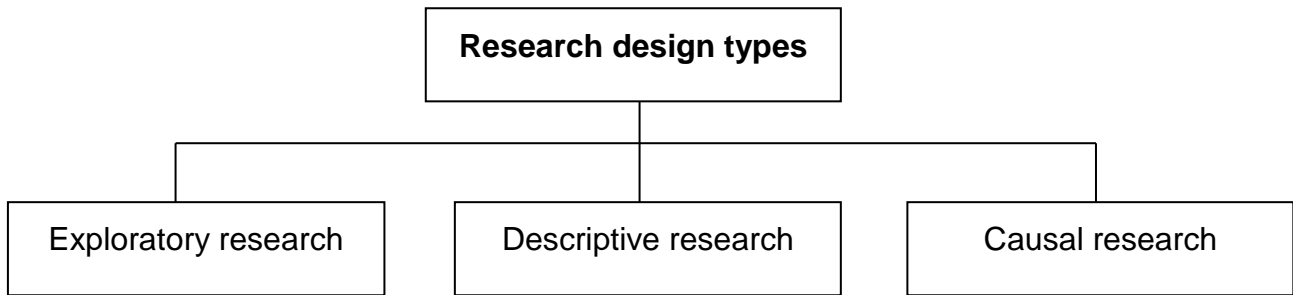 Research design types
Exploratory research
Descriptive research
Causal research